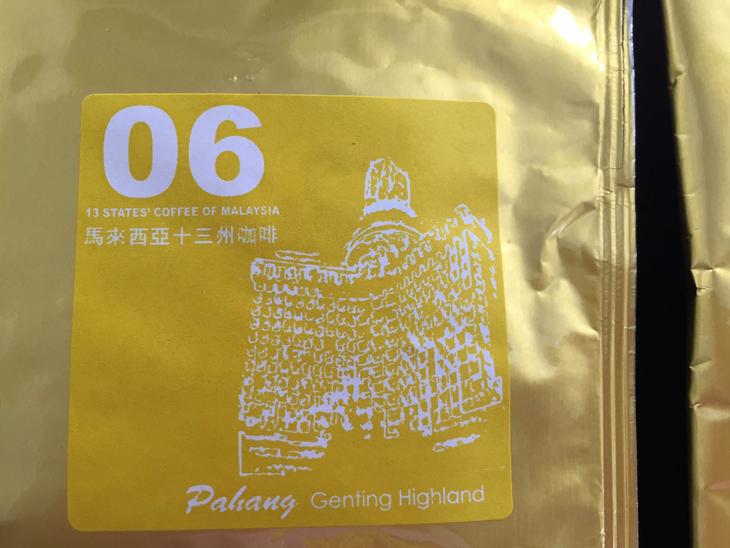 06
13 STATES' COFFEE OF MALAYSIA
馬來西亞十三州咖啡
Pahang Genting Highland